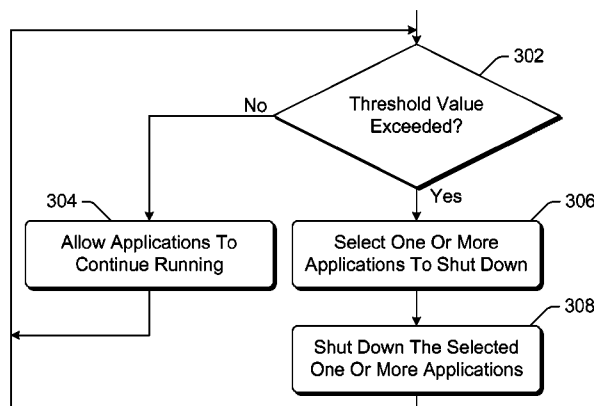 302
Threshold Value
Exceeded?
No
Yes
304
Allow Applications To
Continue Running
306
Select One Or More
Applications To Shut Down
308
Shut Down The Selected
One Or More Applications